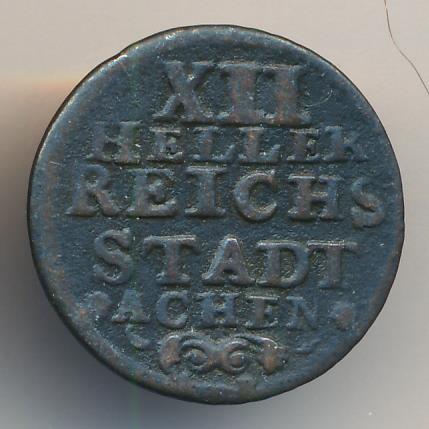 XII
HELLER
REICHS
STADT
ACHEN